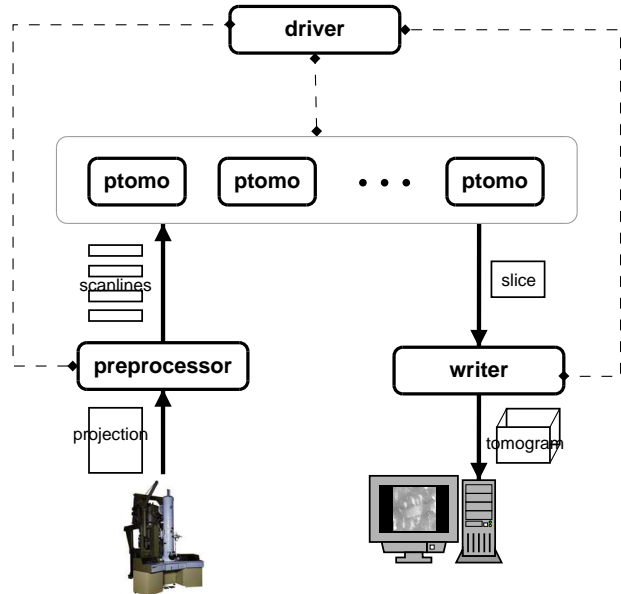 driver
ptomo
ptomo
• • •
ptomo
scanlines
slice
preprocessor
writer
projection
tomogram